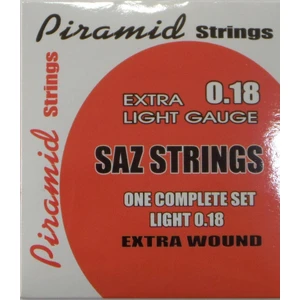 Piramid Strings
Piramid Strings
EXTRA 0.18
LIGHT GAUGE
SAZ STRINGS
ONE COMPLETE SET
LIGHT 0.18
EXTRA WOUND